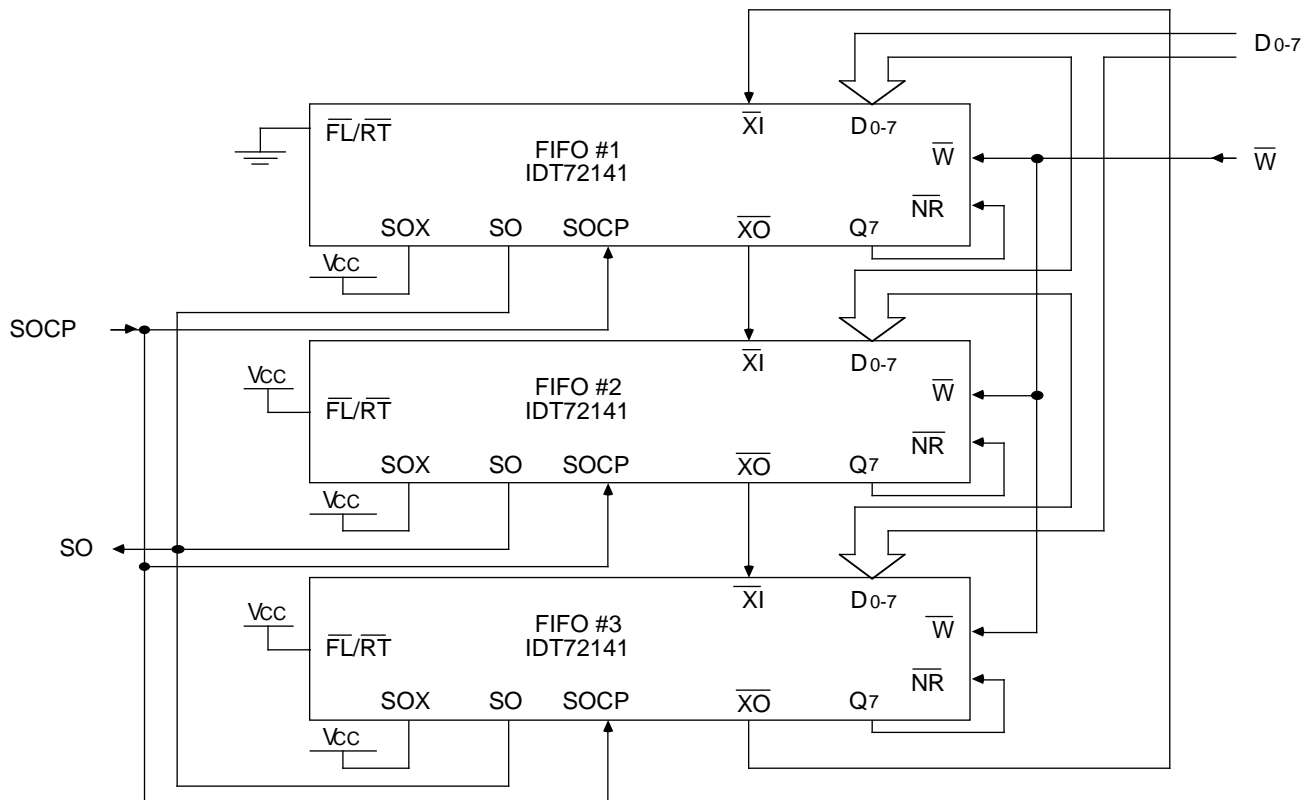 D0-7
FL/RT
XI
D0-7
FIFO #1
IDT72141
W
W
NR
SOX
SO
SOCP
XO
Q7
VCC
SOCP
VCC
XI
D0-7
FIFO #2
IDT72141
W
FL/RT
NR
SOX
SO
SOCP
XO
Q7
VCC
SO
VCC
XI
D0-7
FIFO #3
IDT72141
W
FL/RT
NR
SOX
SO
SOCP
XO
Q7
VCC